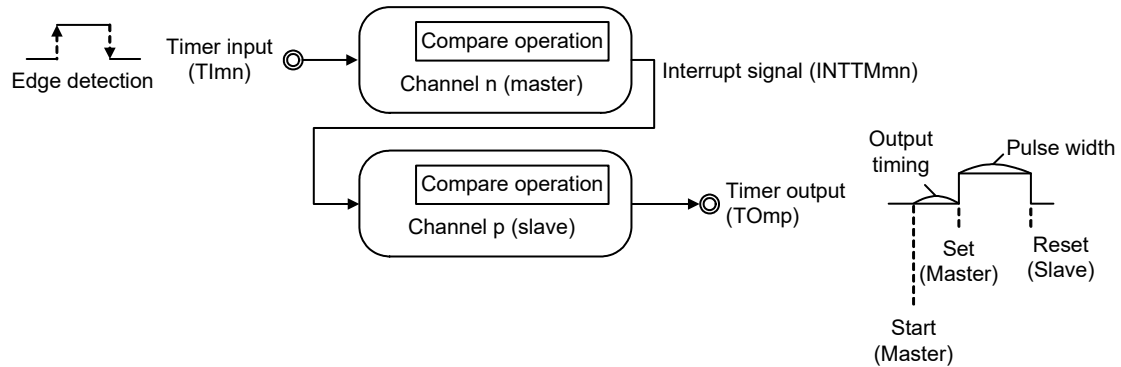 Edge detection
Timer input
(TImn)
Compare operation
Channel n (master)
Interrupt signal (INTTMmn)
Compare operation
Channel p (slave)
Timer output
(TOmp)
Output
timing
Pulse width
Set
(Master)
Reset
(Slave)
Start
(Master)